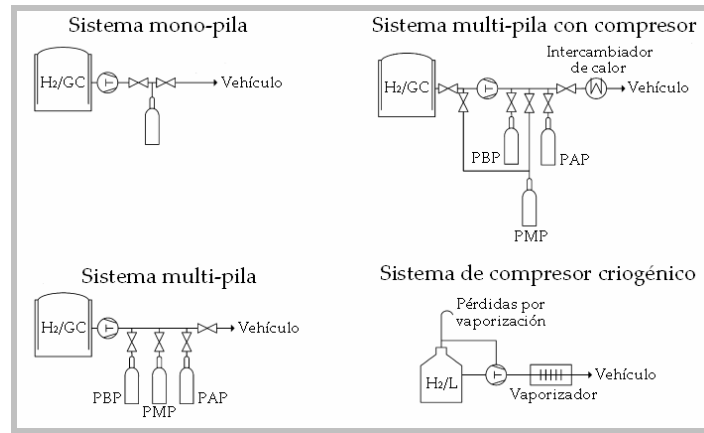 Sistema mono-pila
H₂/GC
Vehículo
Sistema multi-pila con compresor
Intercambiador
de calor
H₂/GC
Vehículo
PBP
PAP
PMP
Sistema multi-pila
H₂/GC
Vehículo
PBP
PMP
PAP
Sistema de compresor criogénico
Pérdidas por
vaporización
H₂/L
Vehículo
Vaporizador